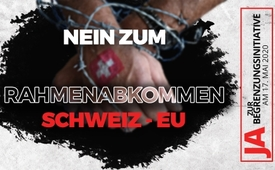 NEIN ZUM
RAHMENABKOMMEN
SCHWEIZ - EU
JA
ZUR
BEGRENZUNGSINITIATIVE
AM 17. MAI 2020